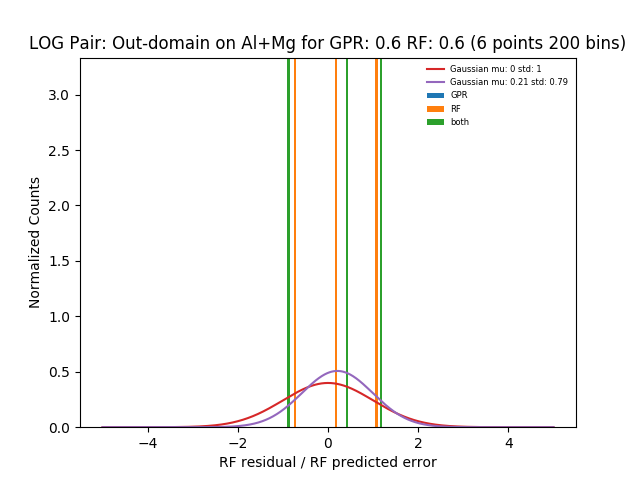 LOG Pair: Out-domain on Al+Mg for GPR: 0.6 RF: 0.6 (6 points 200 bins)
Gaussian mu: 0 std: 1
Gaussian mu: 0.21 std: 0.79
GPR
RF
both
Normalized Counts
3.0
2.5
2.0
1.5
1.0
0.5
0.0
−4 −2 0 2 4
RF residual / RF predicted error